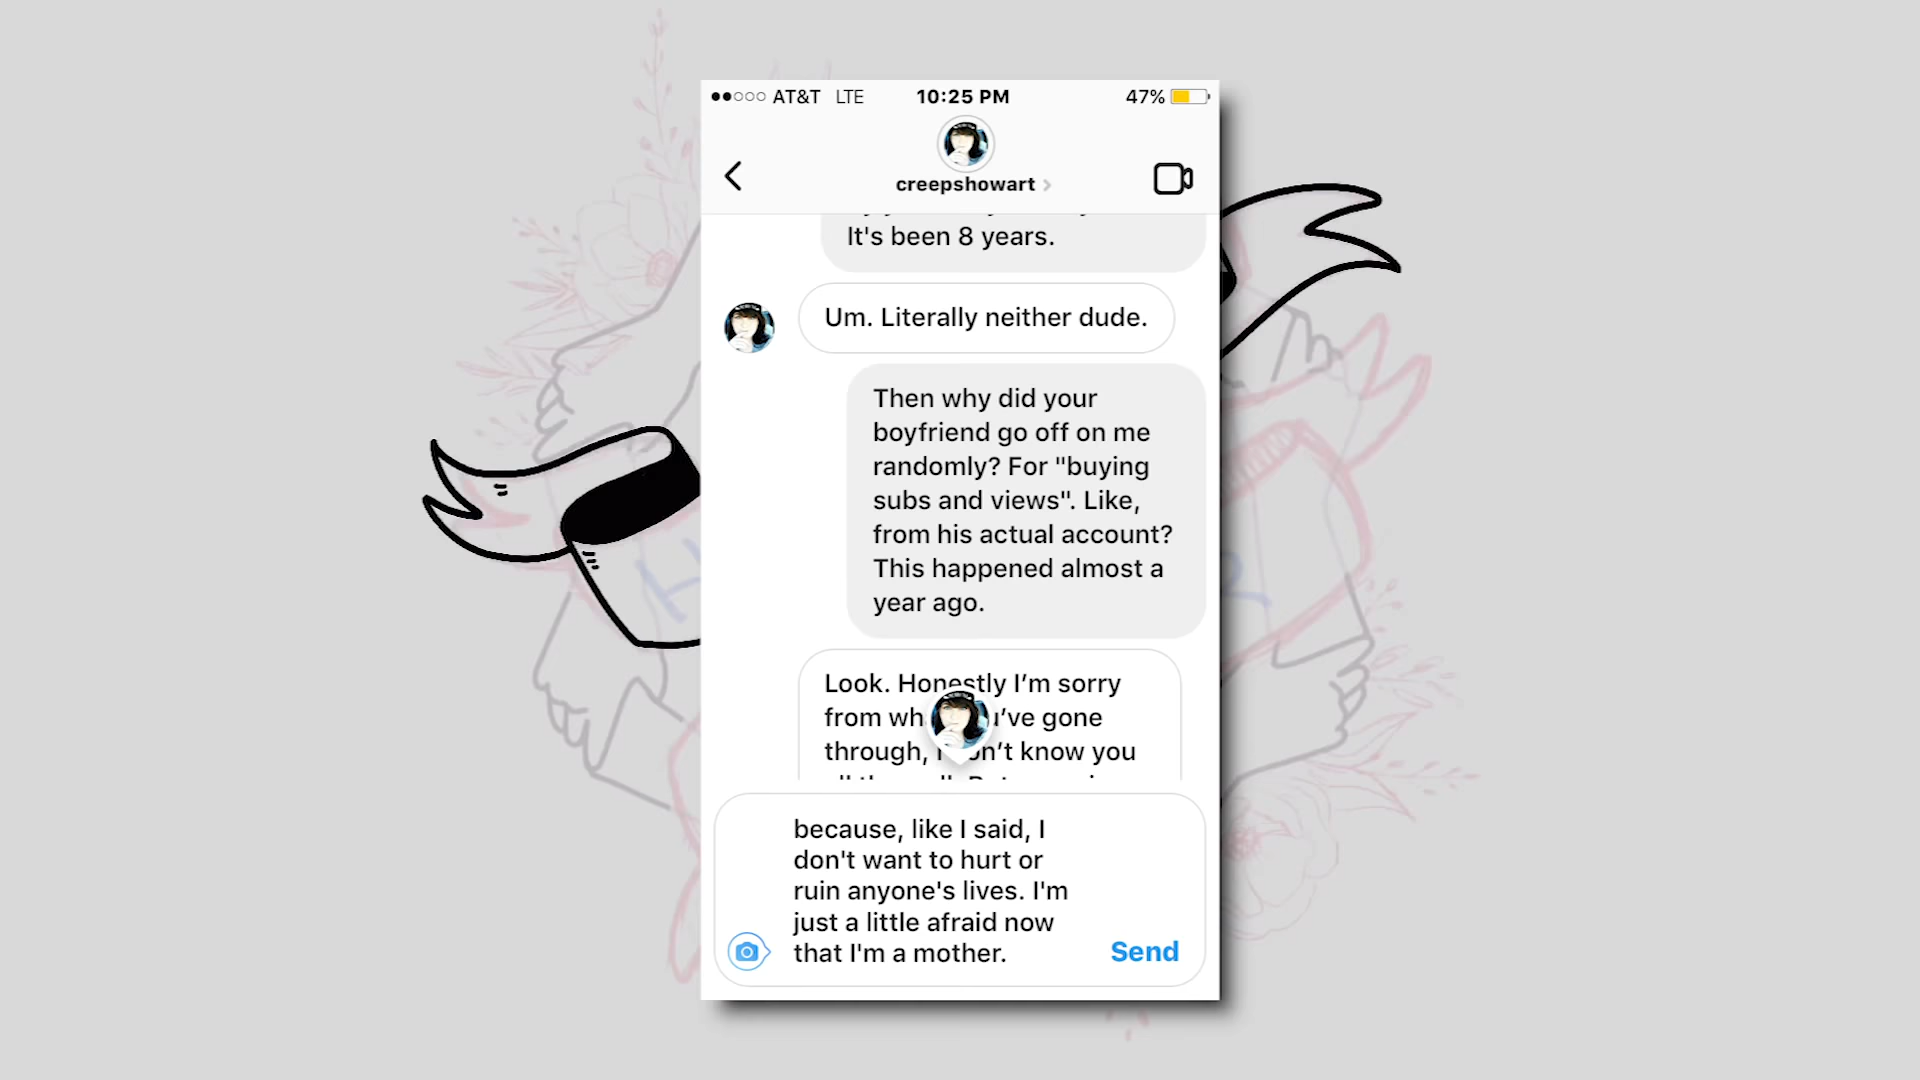 AT&T LTE 10:25 PM 47%
creepshowart
It's been 8 years.
Um. Literally neither dude.
Then why did your
boyfriend go off on me
randomly? For "buying
subs and views". Like,
from his actual account?
This happened almost a
year ago.
Look. Honestly I'm sorry
from u've gone
through, know you
because, like I said, I
don't want to hurt or
ruin anyone's lives. I'm
just a little afraid now
that I'm a mother.
Send